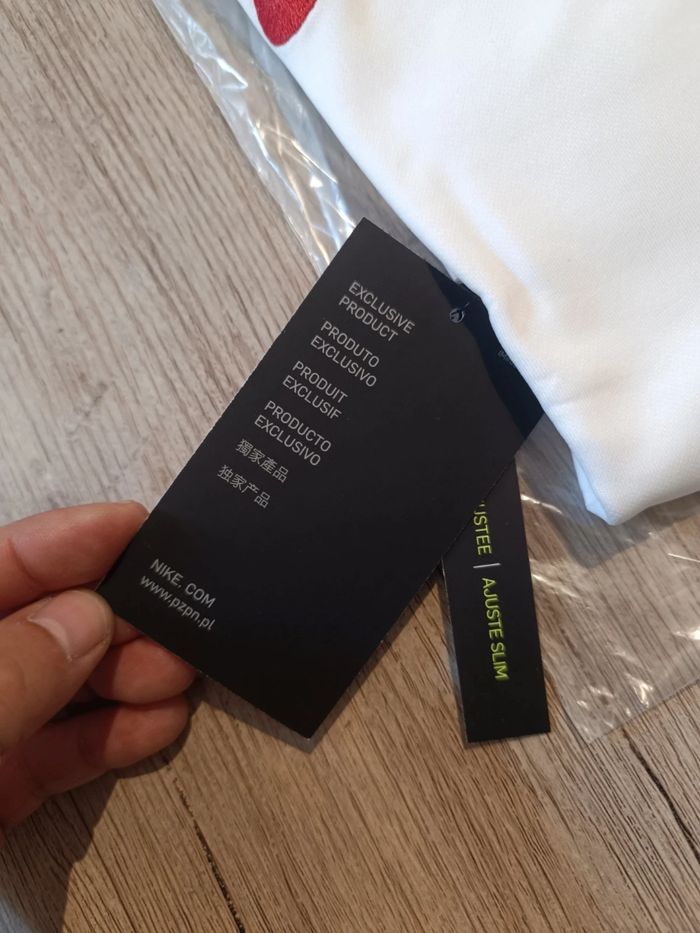 EXCLUSIVE
PRODUCT
PRODUTO
EXCLUSIVO
PRODUIT
EXCLUSIF
PRODUCTO
EXCLUSIVO
獨家產品
独家产品
NIKE. COM
www.pzpn.pl
AJUSTE SLIM